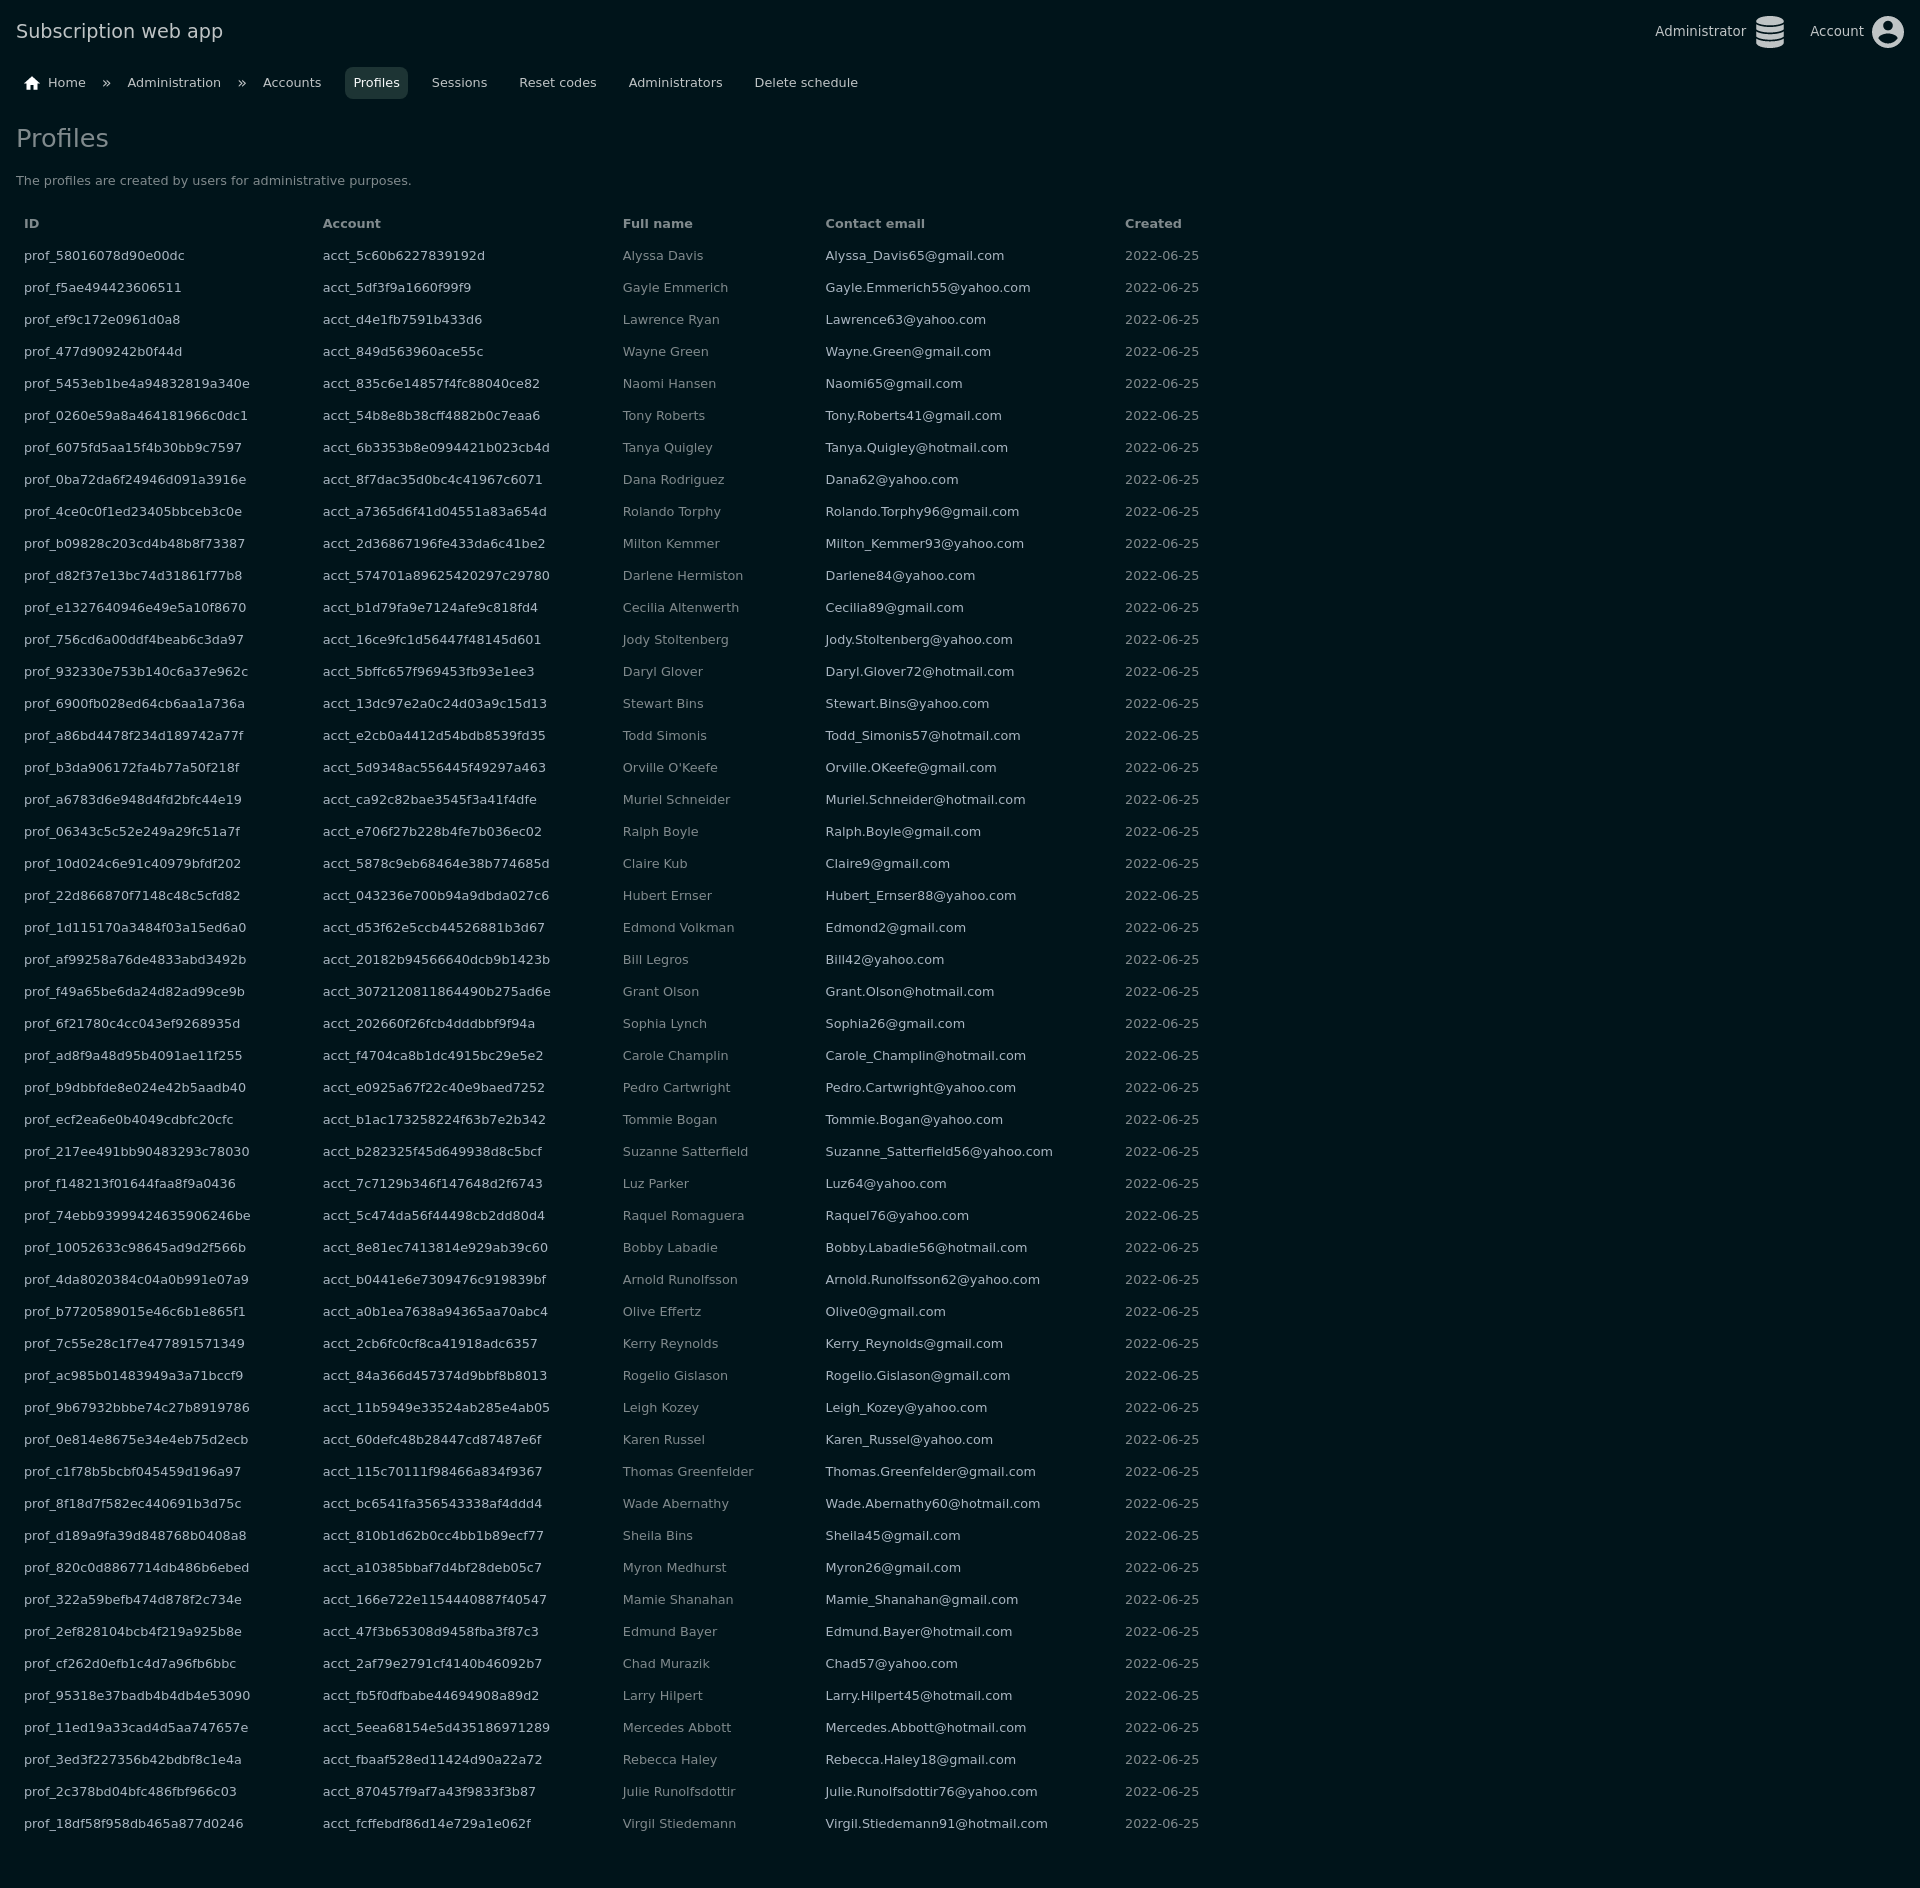 Subscription web app Administrator Account
Home » Administration » Accounts Profiles Sessions Reset codes Administrators Delete schedule
Profiles
The profiles are created by users for administrative purposes.
ID Account Full name Contact email Created
prof_58016078d90e00dc acct_5c60b6227839192d Alyssa Davis Alyssa_Davis65@gmail.com 2022-06-25
prof_f5ae494423606511 acct_5df3f9a1660f99f9 Gayle Emmerich Gayle.Emmerich55@yahoo.com 2022-06-25
prof_ef9c172e0961d0a8 acct_d4e1fb7591b433d6 Lawrence Ryan Lawrence63@yahoo.com 2022-06-25
prof_477d909242b0f44d acct_849d563960ace55c Wayne Green Wayne.Green@gmail.com 2022-06-25
prof_5453eb1be4a94832819a340e acct_835c6e14857f4fc88040ce82 Naomi Hansen Naomi65@gmail.com 2022-06-25
prof_0260e59a8a464181966c0dc1 acct_54b8e8b38cff4882b0c7eaa6 Tony Roberts Tony.Roberts41@gmail.com 2022-06-25
prof_6075fd5aa15f4b30bb9c7597 acct_6b3353b8e0994421b023cb4d Tanya Quigley Tanya.Quigley@hotmail.com 2022-06-25
prof_0ba72da6f24946d091a3916e acct_8f7dac35d0bc4c41967c6071 Dana Rodriguez Dana62@yahoo.com 2022-06-25
prof_4ce0c0f1ed23405bbceb3c0e acct_a7365d6f41d04551a83a654d Rolando Torphy Rolando.Torphy96@gmail.com 2022-06-25
prof_b09828c203cd4b48b8f73387 acct_2d36867196fe433da6c41be2 Milton Kemmer Milton_Kemmer93@yahoo.com 2022-06-25
prof_d82f37e13bc74d31861f77b8 acct_574701a89625420297c29780 Darlene Hermiston Darlene84@yahoo.com 2022-06-25
prof_e1327640946e49e5a10f8670 acct_b1d79fa9e7124afe9c818fd4 Cecilia Altenwerth Cecilia89@gmail.com 2022-06-25
prof_756cd6a00ddf4beab6c3da97 acct_16ce9fc1d56447f48145d601 Jody Stoltenberg Jody.Stoltenberg@yahoo.com 2022-06-25
prof_932330e753b140c6a37e962c acct_5bffc657f969453fb93e1ee3 Daryl Glover Daryl.Glover72@hotmail.com 2022-06-25
prof_6900fb028ed64cb6aa1a736a acct_13dc97e2a0c24d03a9c15d13 Stewart Bins Stewart.Bins@yahoo.com 2022-06-25
prof_a86bd4478f234d189742a77f acct_e2cb0a4412d54bdb8539fd35 Todd Simonis Todd_Simonis57@hotmail.com 2022-06-25
prof_b3da906172fa4b77a50f218f acct_5d9348ac556445f49297a463 Orville O'Keefe Orville.OKeefe@gmail.com 2022-06-25
prof_a6783d6e948d4fd2bfc44e19 acct_ca92c82bae3545f3a41f4dfe Muriel Schneider Muriel.Schneider@hotmail.com 2022-06-25
prof_06343c5c52e249a29fc51a7f acct_e706f27b228b4fe7b036ec02 Ralph Boyle Ralph.Boyle@gmail.com 2022-06-25
prof_10d024c6e91c40979bfdf202 acct_5878c9eb68464e38b774685d Claire Kub Claire9@gmail.com 2022-06-25
prof_22d866870f7148c48c5cfd82 acct_043236e700b94a9dbda027c6 Hubert Ernser Hubert_Ernser88@yahoo.com 2022-06-25
prof_1d115170a3484f03a15ed6a0 acct_d53f62e5ccb44526881b3d67 Edmond Volkman Edmond2@gmail.com 2022-06-25
prof_af99258a76de4833abd3492b acct_20182b94566640dcb9b1423b Bill Legros Bill42@yahoo.com 2022-06-25
prof_f49a65be6da24d82ad99ce9b acct_3072120811864490b275ad6e Grant Olson Grant.Olson@hotmail.com 2022-06-25
prof_6f21780c4cc043ef9268935d acct_202660f26fcb4dddbbf9f94a Sophia Lynch Sophia26@gmail.com 2022-06-25
prof_ad8f9a48d95b4091ae11f255 acct_f4704ca8b1dc4915bc29e5e2 Carole Champlin Carole_Champlin@hotmail.com 2022-06-25
prof_b9dbbfde8e024e42b5aadb40 acct_e0925a67f22c40e9baed7252 Pedro Cartwright Pedro.Cartwright@yahoo.com 2022-06-25
prof_ecf2ea6e0b4049cdbfc20cfc acct_b1ac173258224f63b7e2b342 Tommie Bogan Tommie.Bogan@yahoo.com 2022-06-25
prof_217ee491bb90483293c78030 acct_b282325f45d649938d8c5bcf Suzanne Satterfield Suzanne_Satterfield56@yahoo.com 2022-06-25
prof_f148213f01644faa8f9a0436 acct_7c7129b346f147648d2f6743 Luz Parker Luz64@yahoo.com 2022-06-25
prof_74ebb93999424635906246be acct_5c474da56f44498cb2dd80d4 Raquel Romaguera Raquel76@yahoo.com 2022-06-25
prof_10052633c98645ad9d2f566b acct_8e81ec7413814e929ab39c60 Bobby Labadie Bobby.Labadie56@hotmail.com 2022-06-25
prof_4da8020384c04a0b991e07a9 acct_b0441e6e7309476c919839bf Arnold Runolfsson Arnold.Runolfsson62@yahoo.com 2022-06-25
prof_b7720589015e46c6b1e865f1 acct_a0b1ea7638a94365aa70abc4 Olive Effertz Olive0@gmail.com 2022-06-25
prof_7c55e28c1f7e477891571349 acct_2cb6fc0cf8ca41918adc6357 Kerry Reynolds Kerry_Reynolds@gmail.com 2022-06-25
prof_ac985b01483949a3a71bccf9 acct_84a366d457374d9bbf8b8013 Rogelio Gislason Rogelio.Gislason@gmail.com 2022-06-25
prof_9b67932bbbe74c27b8919786 acct_11b5949e33524ab285e4ab05 Leigh Kozey Leigh_Kozey@yahoo.com 2022-06-25
prof_0e814e8675e34e4eb75d2ecb acct_60defc48b28447cd87487e6f Karen Russel Karen_Russel@yahoo.com 2022-06-25
prof_c1f78b5bcbf045459d196a97 acct_115c70111f98466a834f9367 Thomas Greenfelder Thomas.Greenfelder@gmail.com 2022-06-25
prof_8f18d7f582ec440691b3d75c acct_bc6541fa356543338af4ddd4 Wade Abernathy Wade.Abernathy60@hotmail.com 2022-06-25
prof_d189a9fa39d848768b0408a8 acct_810b1d62b0cc4bb1b89ecf77 Sheila Bins Sheila45@gmail.com 2022-06-25
prof_820c0d8867714db486b6ebed acct_a10385bbaf7d4bf28deb05c7 Myron Medhurst Myron26@gmail.com 2022-06-25
prof_322a59befb474d878f2c734e acct_166e722e1154440887f40547 Mamie Shanahan Mamie_Shanahan@gmail.com 2022-06-25
prof_2ef828104bcb4f219a925b8e acct_47f3b65308d9458fba3f87c3 Edmund Bayer Edmund.Bayer@hotmail.com 2022-06-25
prof_cf262d0efb1c4d7a96fb6bbc acct_2af79e2791cf4140b46092b7 Chad Murazik Chad57@yahoo.com 2022-06-25
prof_95318e37badb4b4db4e53090 acct_fb5f0dfbabe44694908a89d2 Larry Hilpert Larry.Hilpert45@hotmail.com 2022-06-25
prof_11ed19a33cad4d5aa747657e acct_5eea68154e5d435186971289 Mercedes Abbott Mercedes.Abbott@hotmail.com 2022-06-25
prof_3ed3f227356b42bdbf8c1e4a acct_fbaaf528ed11424d90a22a72 Rebecca Haley Rebecca.Haley18@gmail.com 2022-06-25
prof_2c378bd04bfc486fbf966c03 acct_870457f9af7a43f9833f3b87 Julie Runolfsdottir Julie.Runolfsdottir76@yahoo.com 2022-06-25
prof_18df58f958db465a877d0246 acct_fcffebdf86d14e729a1e062f Virgil Stiedemann Virgil.Stiedemann91@hotmail.com 2022-06-25